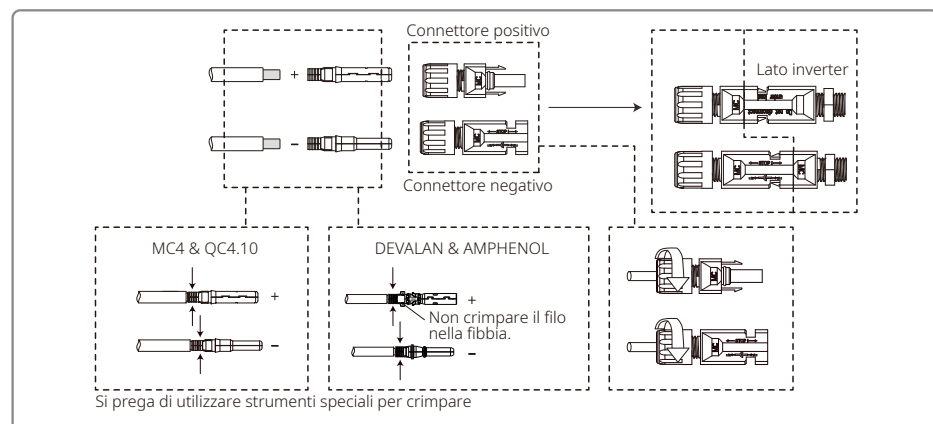 Connettore positivo
Lato inverter
+
−
Connettore negativo
MC4 & QC4.10
+
−
DEVALAN & AMPHENOL
+
Non crimpare il filo
nella fibbia.
−
Si prega di utilizzare strumenti speciali per crimpare